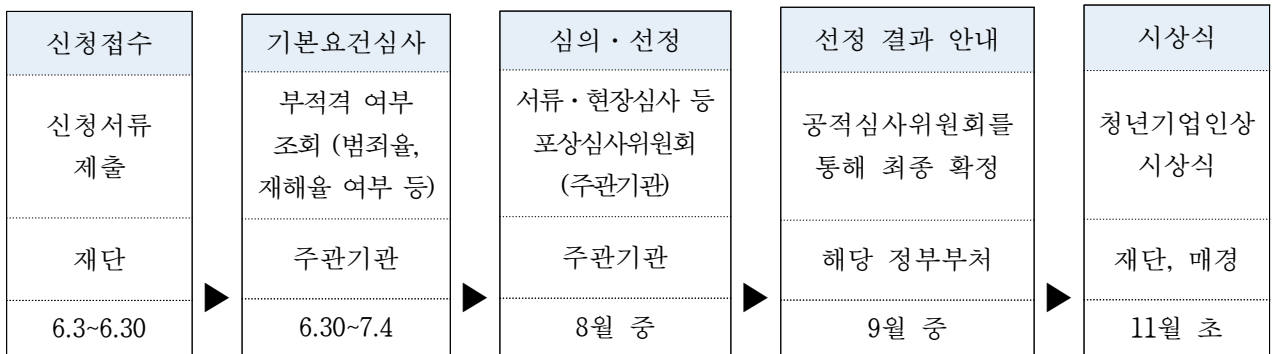 신청접수
신청서류
제출
재단
6.3~6.30
기본요건심사
부적격 여부
조회 (범죄율,
재해율 여부 등)
주관기관
6.30~7.4
심의・선정
서류・현장심사 등
포상심사위원회
(주관기관)
주관기관
8월 중
선정 결과 안내
공적심사위원회를
통해 최종 확정
해당 정부부처
9월 중
시상식
청년기업인상
시상식
재단, 매경
11월 초